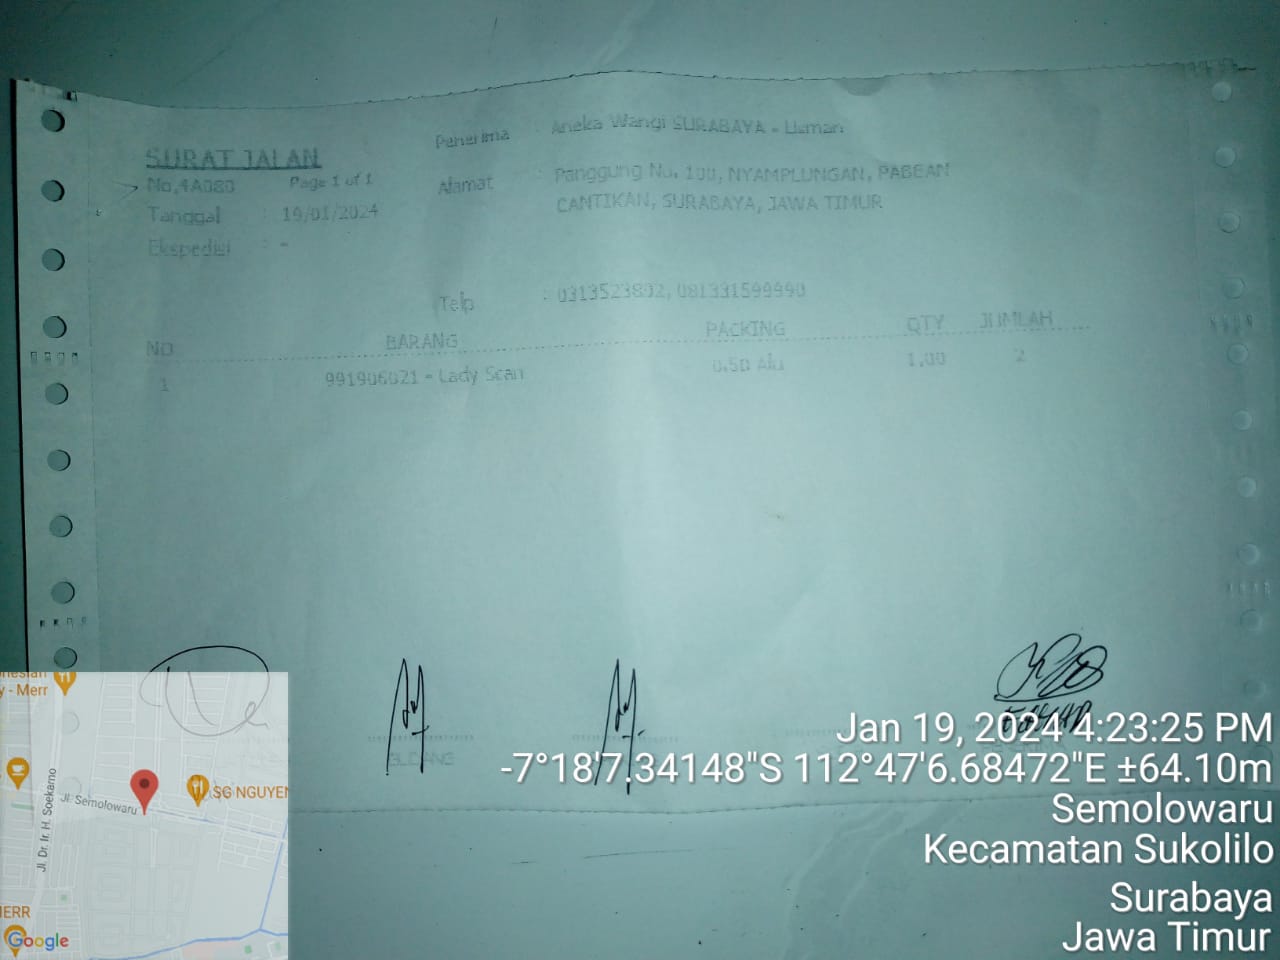 SURAT JALAN
No.4A080 Page 1 of 1
Tanggal : 19/01/2024
Ekspedisi : -
Penerima : Aneka Wangi SURABAYA - Usman
Alamat : Panggung No. 100, NYAMPLUNGAN, PABEAN
CANTIKAN, SURABAYA, JAWA TIMUR
Telp : 0313523802, 081331599990
NO BARANG PACKING QTY JUMLAH
1 991906021 - Lady Scan 0.50 Alu 1.00 2
GUDANG
Jan 19, 2024 4:23:25 PM
-7°18'7.34148"S 112°47'6.68472"E ±64.10m
Semolowaru
Kecamatan Sukolilo
Surabaya
Jawa Timur
nesian
y - Merr
Jl. Dr. Ir. H. Soekarno
Jl. Semolowaru
SG NGUYEN
MERR
Google